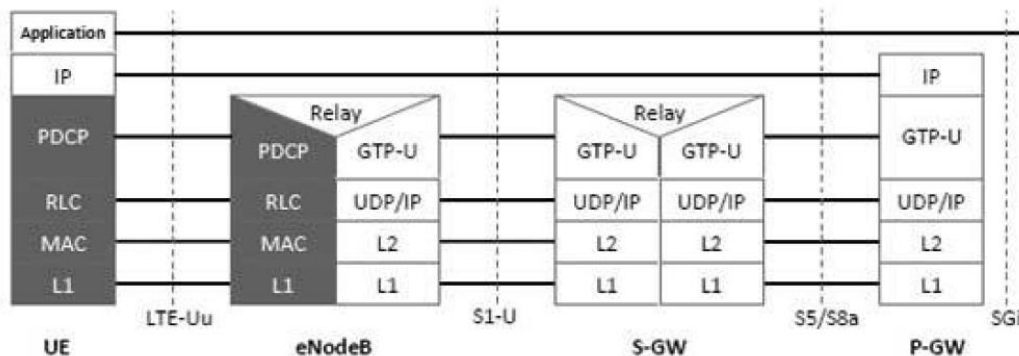 Application
IP IP
Relay Relay
PDCP PDCP GTP-U GTP-U GTP-U GTP-U
RLC RLC UDP/IP UDP/IP UDP/IP UDP/IP
MAC MAC L2 L2 L2 L2
L1 L1 L1 L1 L1 L1
LTE-Uu S1-U S5/S8a SGi
UE eNodeB S-GW P-GW